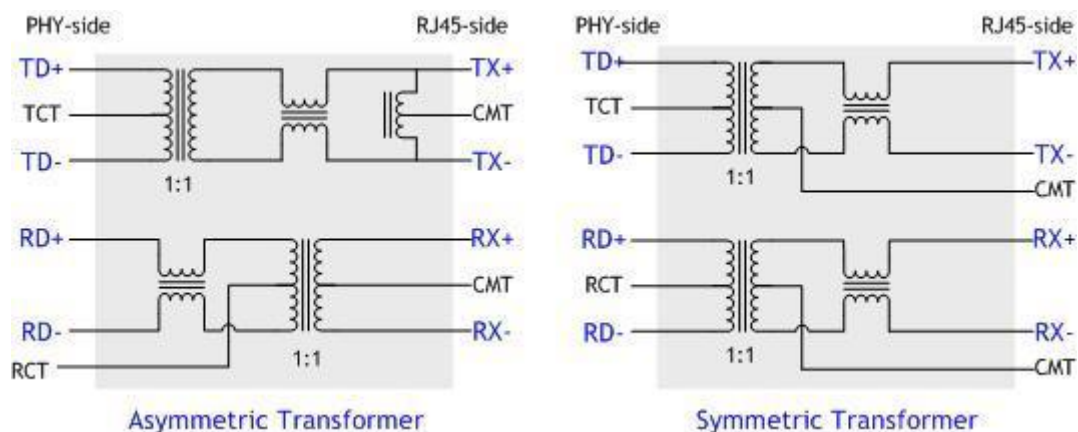 PHY-side RJ45-side
TD+ TX+
TCT CMT
TD- TX-
1:1
RD+ RX+
CMT
RD- RX-
1:1
RCT
Asymmetric Transformer
PHY-side RJ45-side
TD+ TX+
TCT
TD- TX-
1:1
CMT
RD+ RX+
RCT
RD- RX-
1:1
CMT
Symmetric Transformer